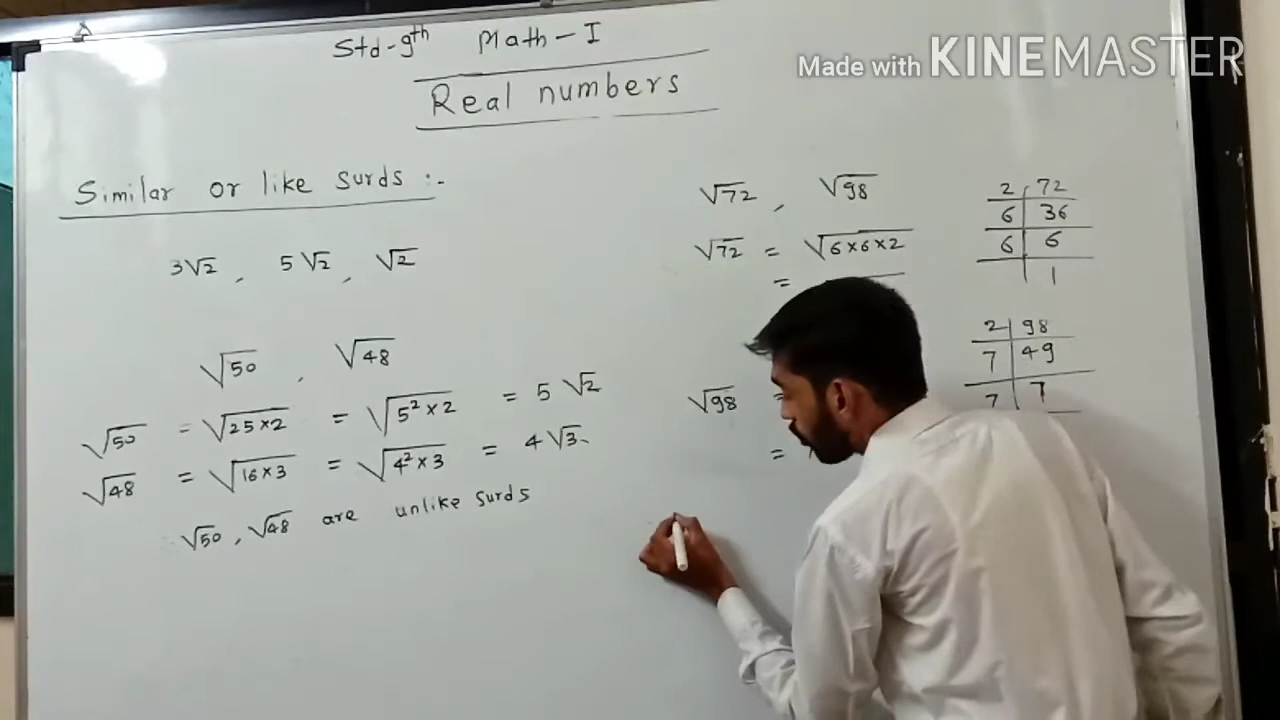 Std-9th Math-I
Made with KINEMASTER
Real numbers
Similar or like surds :-
3√2 , 5√2 , √2
√50 , √48
√50 = √25×2 = √5²×2 = 5√2
√48 = √16×3 = √4²×3 = 4√3
√50 , √48 are unlike surds
√72 , √98
√72 = √6×6×2
=
√98
=
2 72
6 36
6 6
1
2 98
7 49
7 7